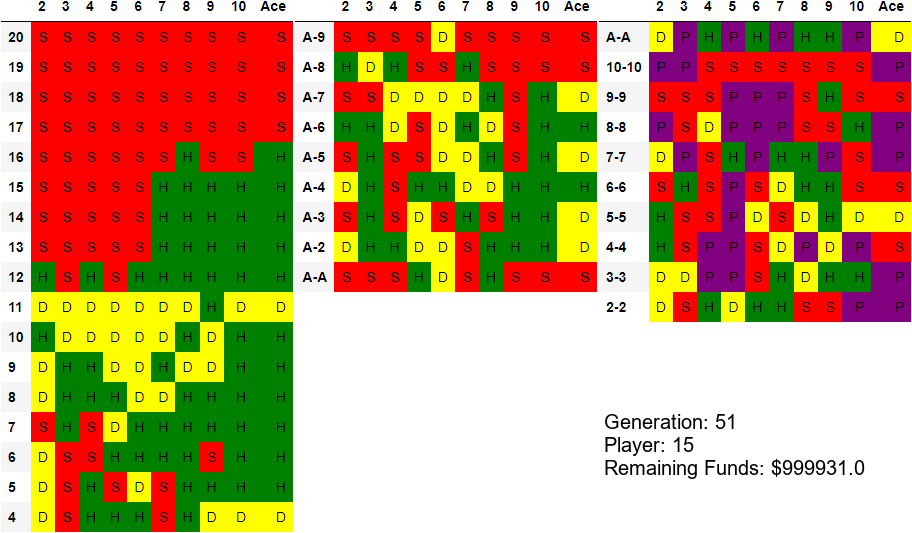 2 3 4 5 6 7 8 9 10 Ace
20 S S S S S S S S S S
19 S S S S S S S S S S
18 S S S S S S S S S S
17 S S S S S S S S S S
16 S S S S S S H S S H
15 S S S S S H H H H H
14 S S S S S H H H H H
13 S S S S S H H H H H
12 H S H S H H H H H H
11 D D D D D D D H D D
10 H D D D D D H D H H
9 D H H D D H D D H H
8 D H H H D D H H H H
7 S H S D H H H H H H
6 D S S H H H H S H H
5 D S H S D S H H H H
4 D S H H H S H D D D
2 3 4 5 6 7 8 9 10 Ace
A-9 S S S S D S S S S S
A-8 H D H S S H S S S S
A-7 S S D D D D H S H D
A-6 H H D S D H D S H H
A-5 S H S S D D H S H D
A-4 D H S H H D D H H H
A-3 S H S D S H S H H D
A-2 D H H D D S H H H D
A-A S S S H D S H S S S
2 3 4 5 6 7 8 9 10 Ace
A-A D P H P H P H H P D
10-10 P P S S S S S S S P
9-9 S S S P P P S H S S
8-8 P S D P P P S S H P
7-7 D P S H P H H P S P
6-6 S H S P S D H H S S
5-5 H S S P D S D H D D
4-4 H S P P S D P D P S
3-3 D D P P S H D H H P
2-2 D S H D H H S S P P
Generation: 51
Player: 15
Remaining Funds: $999931.0